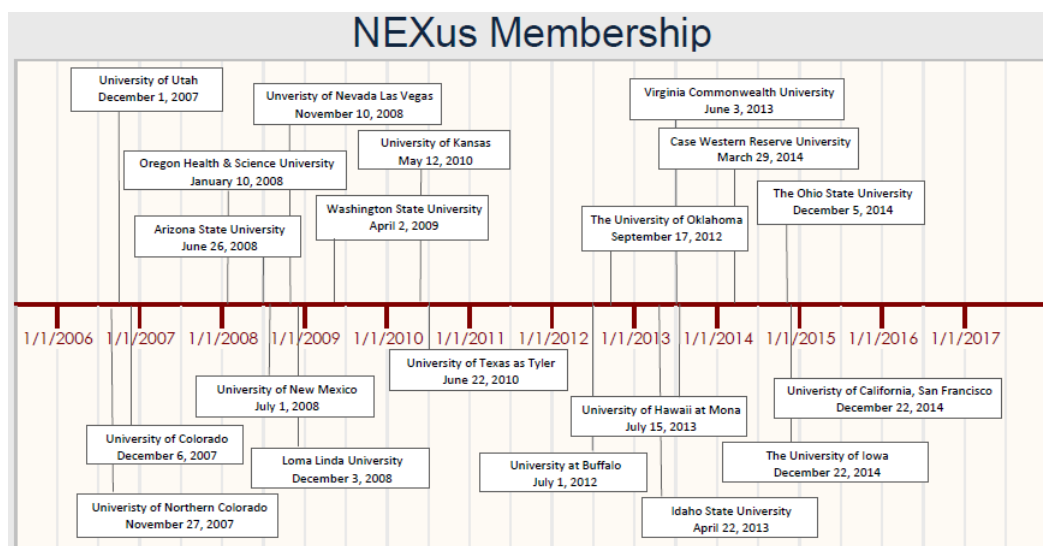 NEXus Membership
University of Utah
December 1, 2007
Unveristy of Nevada Las Vegas
November 10, 2008
Virginia Commonwealth University
June 3, 2013
University of Kansas
May 12, 2010
Case Western Reserve University
March 29, 2014
Oregon Health & Science University
January 10, 2008
The Ohio State University
December 5, 2014
Washington State University
April 2, 2009
The University of Oklahoma
September 17, 2012
Arizona State University
June 26, 2008
1/1/2006 1/1/2007 1/1/2008 1/1/2009 1/1/2010 1/1/2011 1/1/2012 1/1/2013 1/1/2014 1/1/2015 1/1/2016 1/1/2017
University of Texas as Tyler
June 22, 2010
University of New Mexico
July 1, 2008
Univeristy of California, San Francisco
December 22, 2014
University of Hawaii at Mona
July 15, 2013
University of Colorado
December 6, 2007
Loma Linda University
December 3, 2008
University at Buffalo
July 1, 2012
The University of Iowa
December 22, 2014
Univeristy of Northern Colorado
November 27, 2007
Idaho State University
April 22, 2013